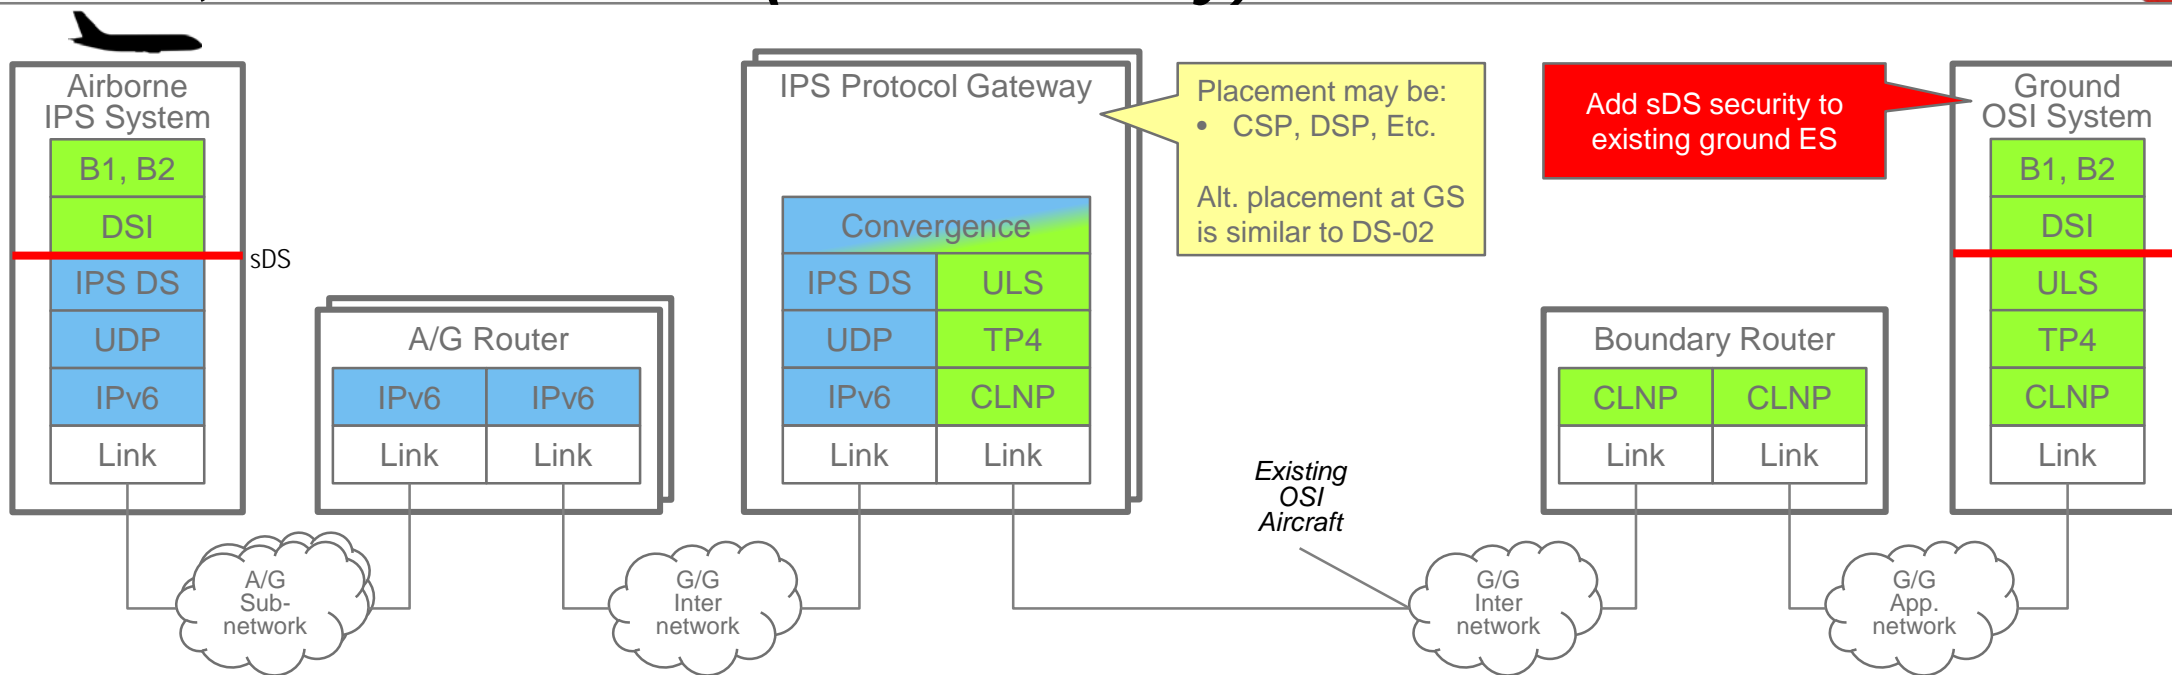 Airborne
IPS System
B1, B2
DSI
sDS
IPS DS
UDP
IPv6
Link
A/G
Sub-
network
A/G Router
IPv6 IPv6
Link Link
G/G
Inter
network
IPS Protocol Gateway
Convergence
IPS DS ULS
UDP TP4
IPv6 CLNP
Link Link
Placement may be:
• CSP, DSP, Etc.
Alt. placement at GS
is similar to DS-02
Existing
OSI
Aircraft
G/G
Inter
network
Add sDS security to
existing ground ES
Boundary Router
CLNP CLNP
Link Link
G/G
App.
network
Ground
OSI System
B1, B2
DSI
ULS
TP4
CLNP
Link